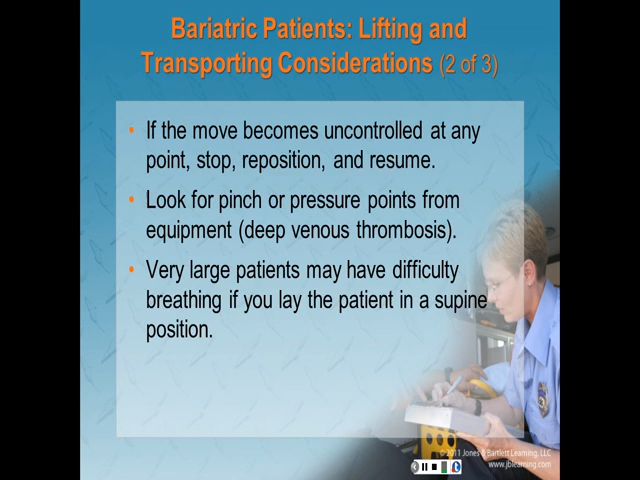 Bariatric Patients: Lifting and
Transporting Considerations (2 of 3)
• If the move becomes uncontrolled at any
point, stop, reposition, and resume.
• Look for pinch or pressure points from
equipment (deep venous thrombosis).
• Very large patients may have difficulty
breathing if you lay the patient in a supine
position.
© 2011 Jones & Bartlett Learning, LLC
www.jblearning.com